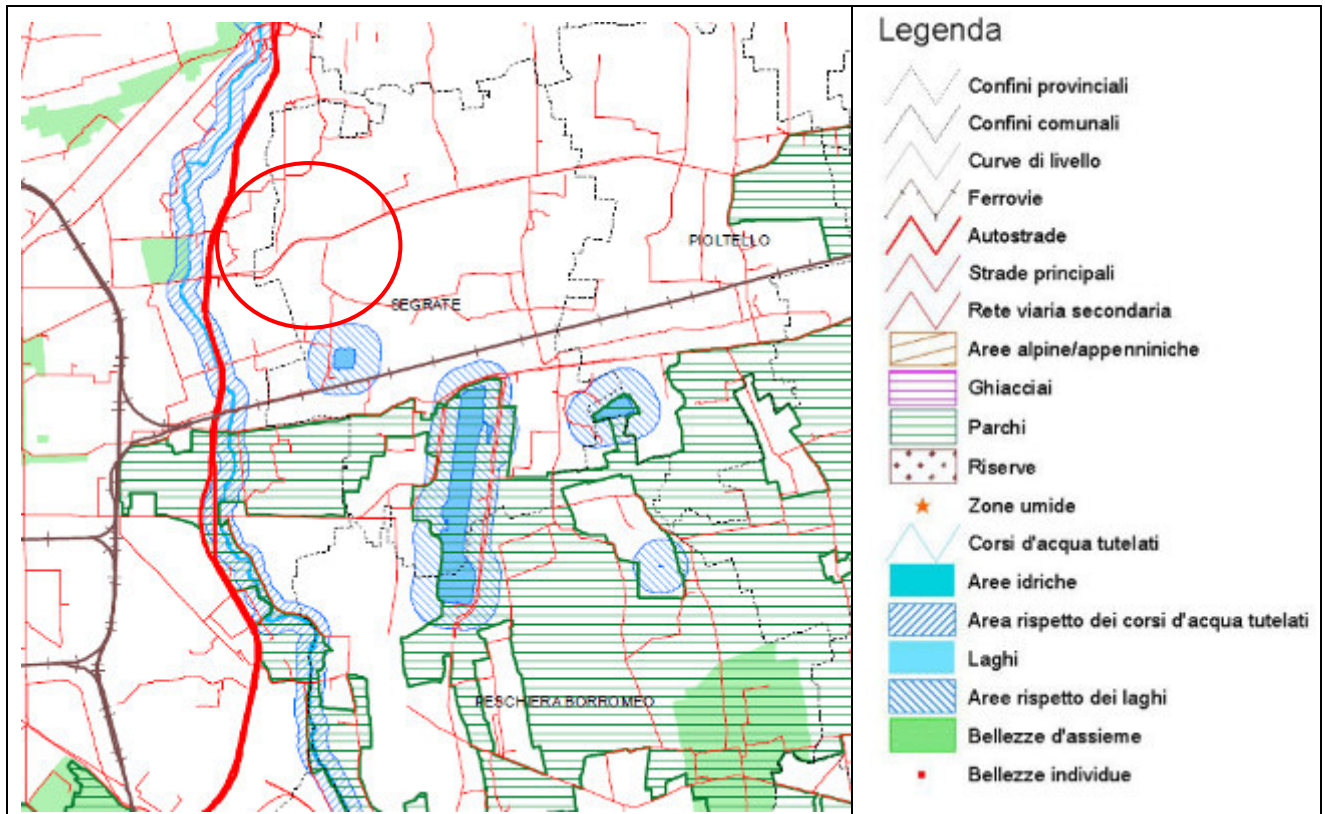 PIOLTELLO
SEGRATE
PESCHIERA BORROMEO
Legenda
Confini provinciali
Confini comunali
Curve di livello
Ferrovie
Autostrade
Strade principali
Rete viaria secondaria
Aree alpine/appenniniche
Ghiacciai
Parchi
Riserve
Zone umide
Corsi d'acqua tutelati
Aree idriche
Area rispetto dei corsi d'acqua tutelati
Laghi
Aree rispetto dei laghi
Bellezze d'assieme
Bellezze individue